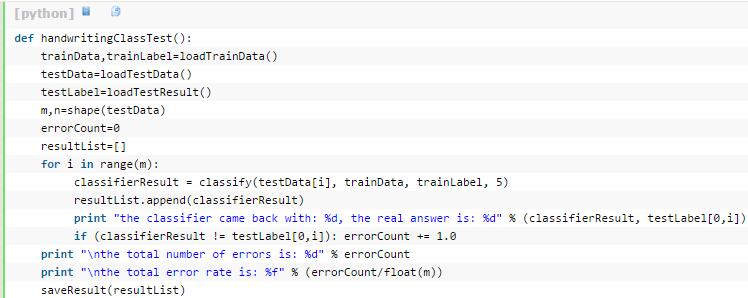 [python]
def handwritingClassTest():
    trainData,trainLabel=loadTrainData()
    testData=loadTestData()
    testLabel=loadTestResult()
    m,n=shape(testData)
    errorCount=0
    resultList=[]
    for i in range(m):
         classifierResult = classify(testData[i], trainData, trainLabel, 5)
         resultList.append(classifierResult)
         print "the classifier came back with: %d, the real answer is: %d" % (classifierResult, testLabel[0,i])
         if (classifierResult != testLabel[0,i]): errorCount += 1.0
    print "\nthe total number of errors is: %d" % errorCount
    print "\nthe total error rate is: %f" % (errorCount/float(m))
    saveResult(resultList)